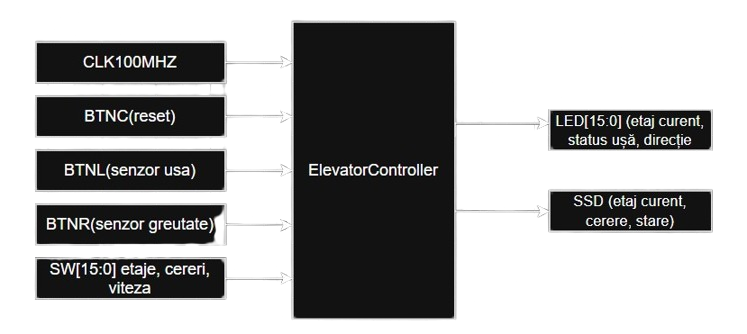 CLK100MHZ
BTNC(reset)
BTNL(senzor usa)
BTNR(senzor greutate)
SW[15:0] etaje, cereri,
viteza
ElevatorController
LED[15:0] (etaj curent,
status ușă, direcție
SSD (etaj curent,
cerere, stare)